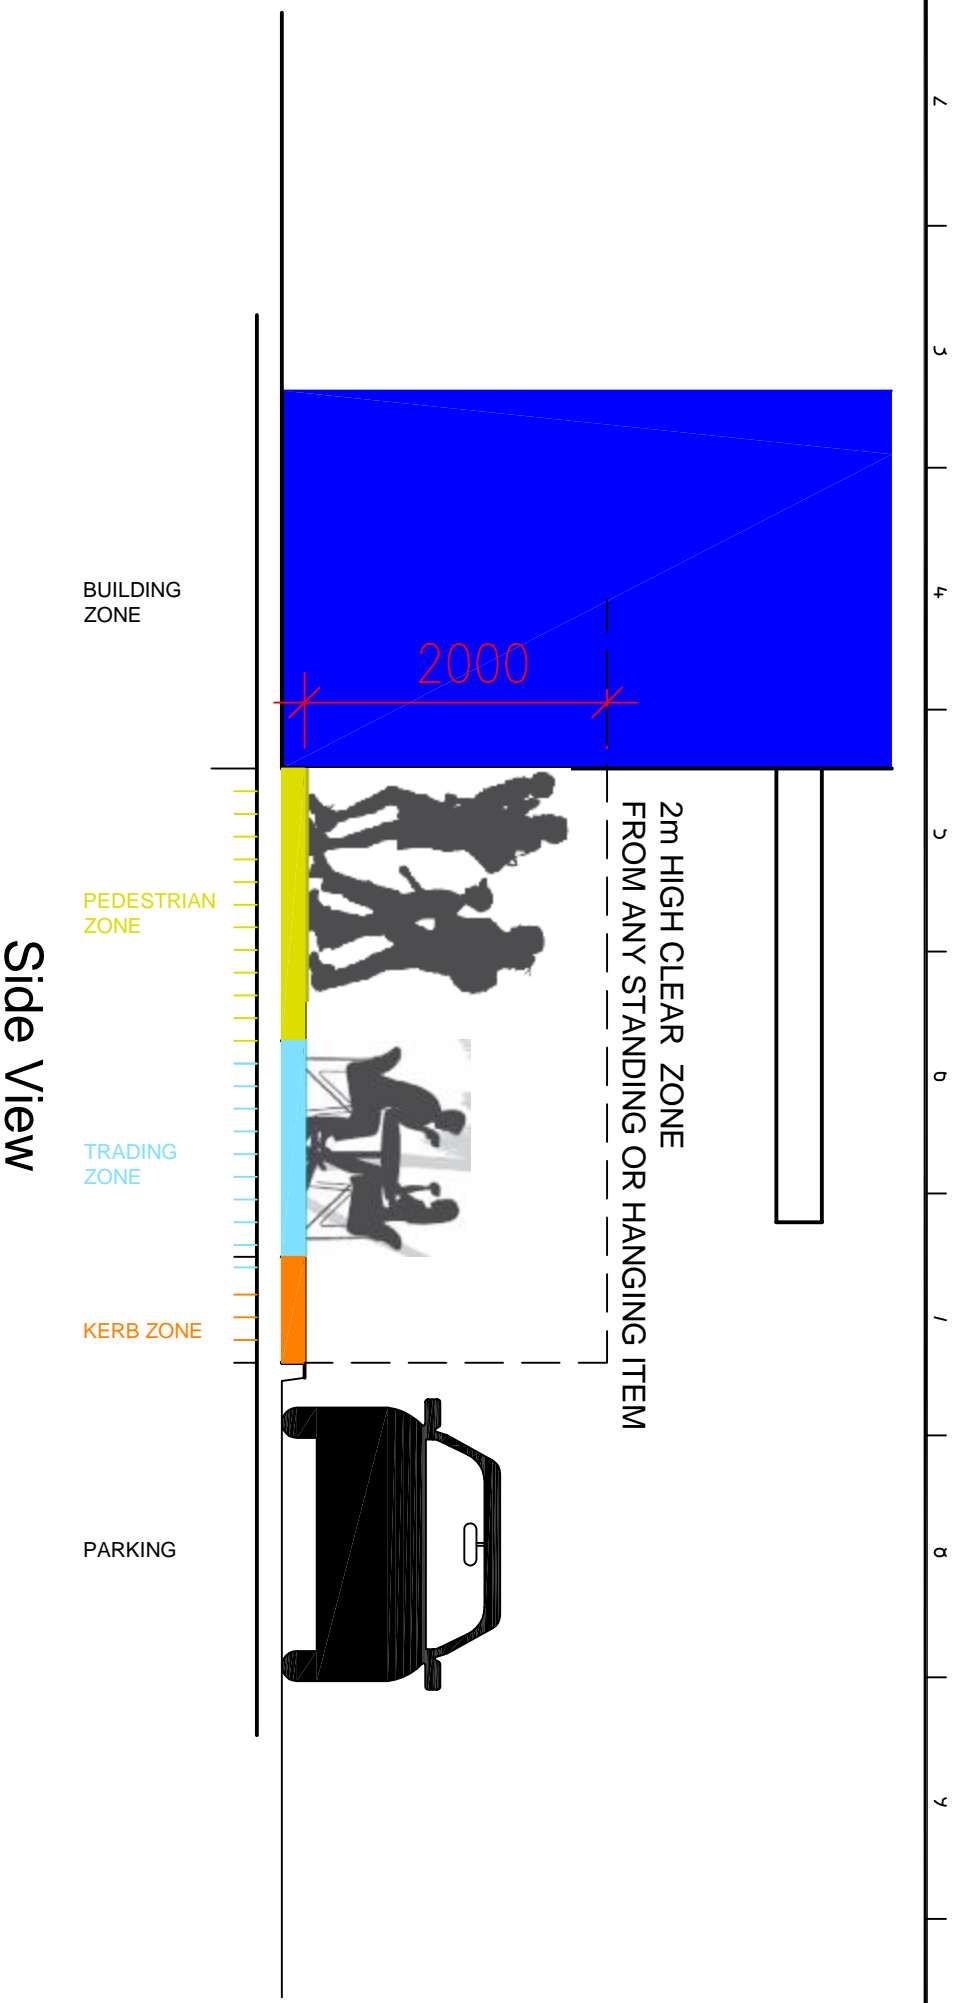 BUILDING
ZONE
2000
2m HIGH CLEAR ZONE
FROM ANY STANDING OR HANGING ITEM
PEDESTRIAN
ZONE
TRADING
ZONE
KERB ZONE
PARKING
Side View
4